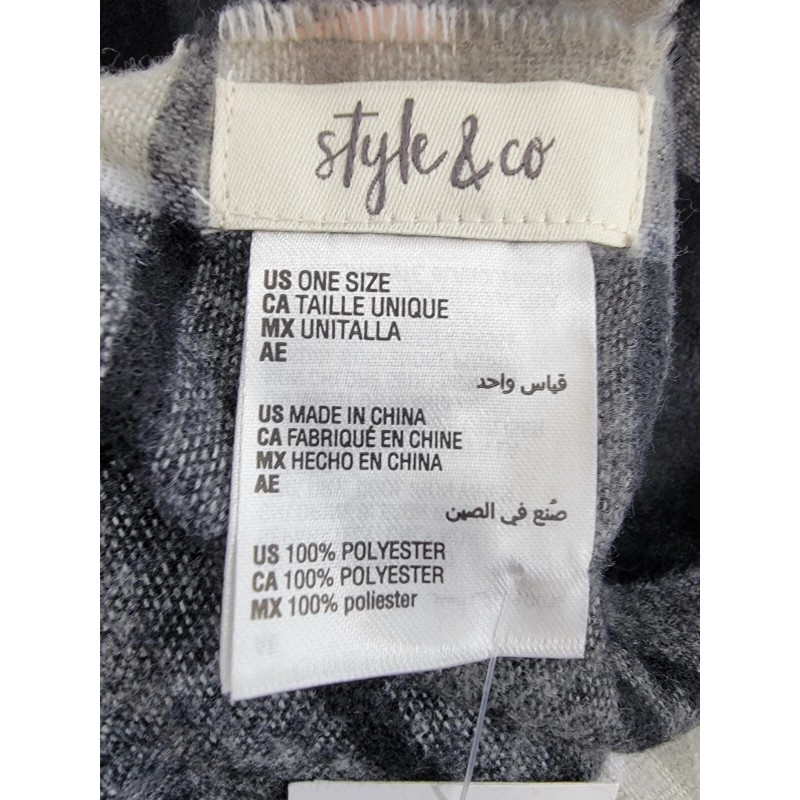 style & co
US ONE SIZE
CA TAILLE UNIQUE
MX UNITALLA
AE
قياس واحد
US MADE IN CHINA
CA FABRIQUÉ EN CHINE
MX HECHO EN CHINA
AE
صُنع في الصين
US 100% POLYESTER
CA 100% POLYESTER
MX 100% poliester